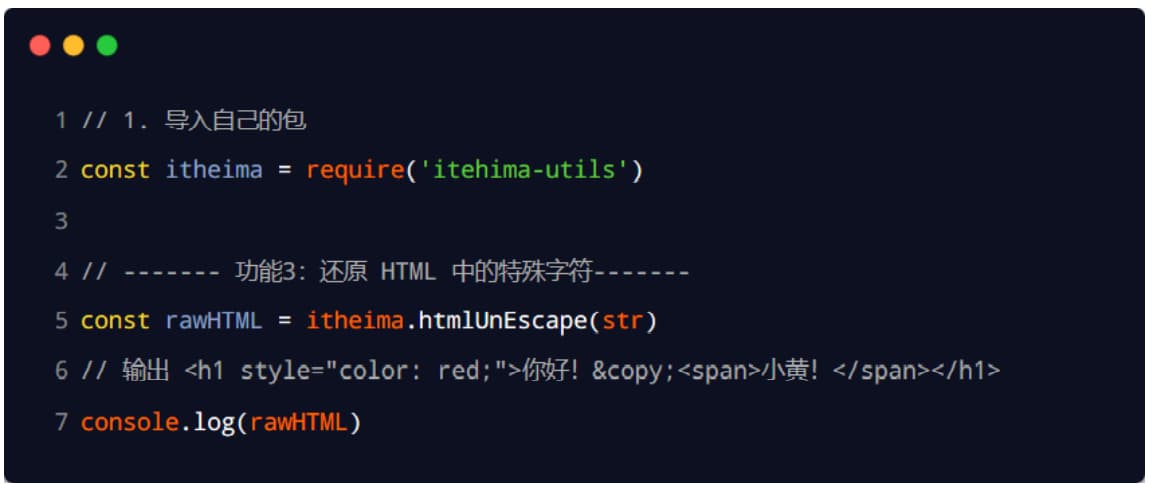 1 // 1. 导入自己的包
2 const itheima = require('itehima-utils')
3
4 // ------- 功能3：还原 HTML 中的特殊字符-------
5 const rawHTML = itheima.htmlUnEscape(str)
6 // 输出 <h1 style="color: red;">你好！&copy;<span>小黄！</span></h1>
7 console.log(rawHTML)